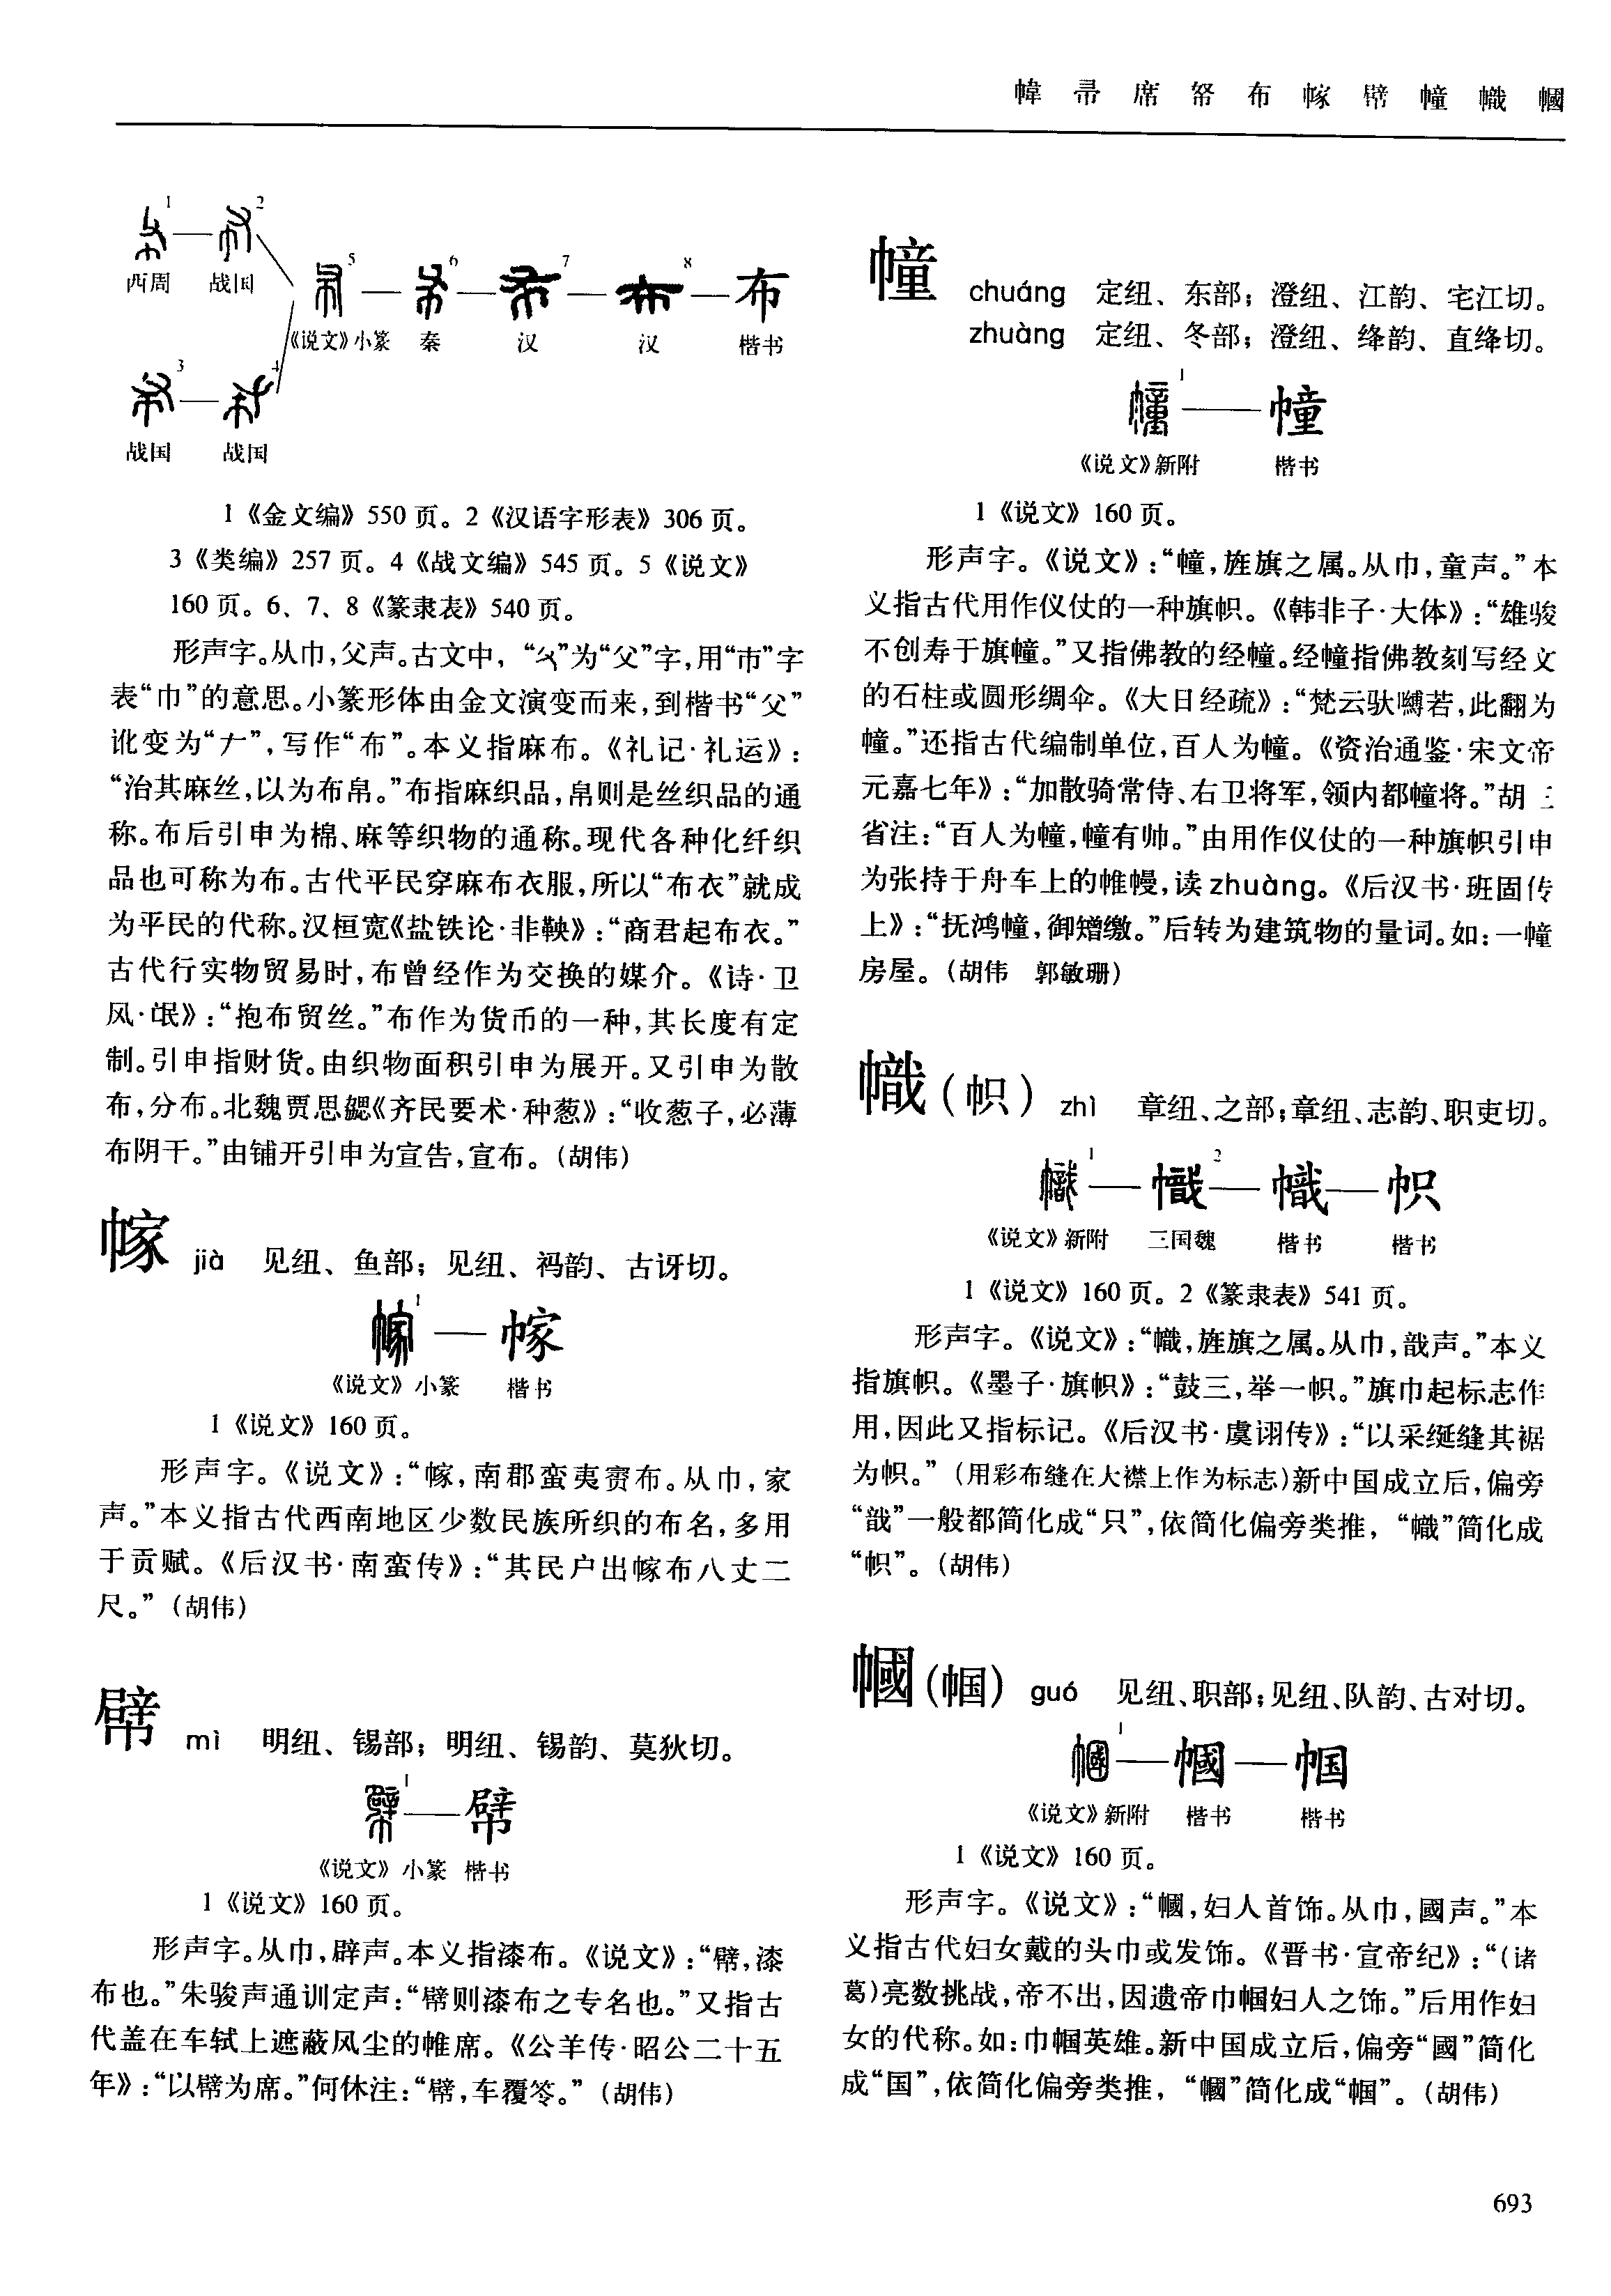 幃 帚 席 帑 布 幏 幦 幢 幟 幗
1 2
西周 战国
5 6 7 8
布
《说文》小篆 秦 汉 汉 楷书
3 4
战国 战国
1《金文编》550 页。2《汉语字形表》306 页。
3《类编》257 页。4《战文编》545 页。5《说文》
160 页。6、7、8《篆隶表》540 页。
形声字。从巾,父声。古文中,“”为“父”字,用“市”字
表“巾”的意思。小篆形体由金文演变而来,到楷书“父”
讹变为“𠂇”,写作“布”。本义指麻布。《礼记·礼运》:
“治其麻丝,以为布帛。”布指麻织品,帛则是丝织品的通
称。布后引申为棉、麻等织物的通称。现代各种化纤织
品也可称为布。古代平民穿麻布衣服,所以“布衣”就成
为平民的代称。汉桓宽《盐铁论·非鞅》:“商君起布衣。”
古代行实物贸易时,布曾经作为交换的媒介。《诗·卫
风·氓》:“抱布贸丝。”布作为货币的一种,其长度有定
制。引申指财货。由织物面积引申为展开。又引申为散
布,分布。北魏贾思勰《齐民要术·种葱》:“收葱子,必薄
布阴干。”由铺开引申为宣告,宣布。(胡伟)
幏 jià 见纽、鱼部;见纽、祃韵、古讶切。
1 幏
《说文》小篆 楷书
1《说文》160 页。
形声字。《说文》:“幏,南郡蛮夷賨布。从巾,家
声。”本义指古代西南地区少数民族所织的布名,多用
于贡赋。《后汉书·南蛮传》:“其民户出幏布八丈二
尺。”(胡伟)
幦 mì 明纽、锡部;明纽、锡韵、莫狄切。
1 幦
《说文》小篆 楷书
1《说文》160 页。
形声字。从巾,辟声。本义指漆布。《说文》:“幦,漆
布也。”朱骏声通训定声:“幦则漆布之专名也。”又指古
代盖在车轼上遮蔽风尘的帷席。《公羊传·昭公二十五
年》:“以幦为席。”何休注:“幦,车覆笭。”(胡伟)
幢 chuáng 定纽、东部;澄纽、江韵、宅江切。
zhuàng 定纽、冬部;澄纽、绛韵、直绛切。
1 幢
《说文》新附 楷书
1《说文》160 页。
形声字。《说文》:“幢,旌旗之属。从巾,童声。”本
义指古代用作仪仗的一种旗帜。《韩非子·大体》:“雄骏
不创寿于旗幢。”又指佛教的经幢。经幢指佛教刻写经文
的石柱或圆形绸伞。《大日经疏》:“梵云驮嚩若,此翻为
幢。”还指古代编制单位,百人为幢。《资治通鉴·宋文帝
元嘉七年》:“加散骑常侍、右卫将军,领内都幢将。”胡三
省注:“百人为幢,幢有帅。”由用作仪仗的一种旗帜引申
为张持于舟车上的帷幔,读 zhuàng。《后汉书·班固传
上》:“抚鸿幢,御矰缴。”后转为建筑物的量词。如:一幢
房屋。(胡伟 郭敏珊)
幟(帜) zhì 章纽、之部;章纽、志韵、职吏切。
1 2 幟 帜
《说文》新附 三国魏 楷书 楷书
1《说文》160 页。2《篆隶表》541 页。
形声字。《说文》:“幟,旌旗之属。从巾,戠声。”本义
指旗帜。《墨子·旗帜》:“鼓三,举一帜。”旗巾起标志作
用,因此又指标记。《后汉书·虞诩传》:“以采綖缝其裾
为帜。”(用彩布缝在大襟上作为标志)新中国成立后,偏旁
“戠”一般都简化成“只”,依简化偏旁类推,“幟”简化成
“帜”。(胡伟)
幗(帼) guó 见纽、职部;见纽、队韵、古对切。
1 幗 帼
《说文》新附 楷书 楷书
1《说文》160 页。
形声字。《说文》:“幗,妇人首饰。从巾,國声。”本
义指古代妇女戴的头巾或发饰。《晋书·宣帝纪》:“(诸
葛)亮数挑战,帝不出,因遗帝巾帼妇人之饰。”后用作妇
女的代称。如:巾帼英雄。新中国成立后,偏旁“國”简化
成“国”,依简化偏旁类推,“幗”简化成“帼”。(胡伟)
693